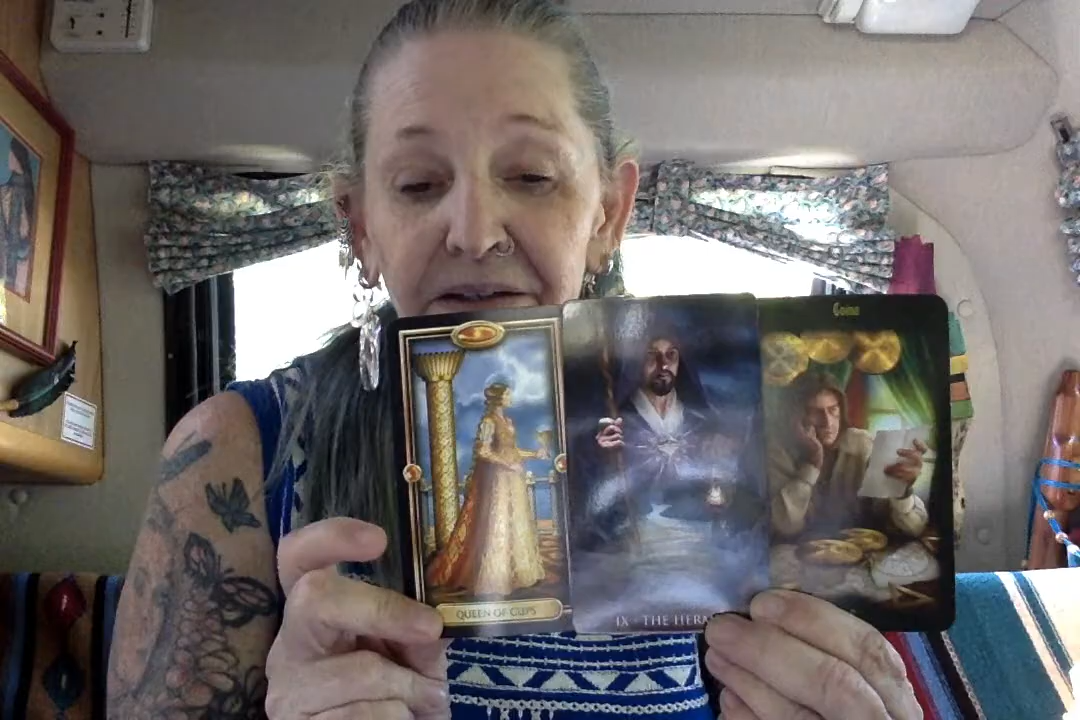 QUEEN OF CUPS
IX - THE HERM
Coins